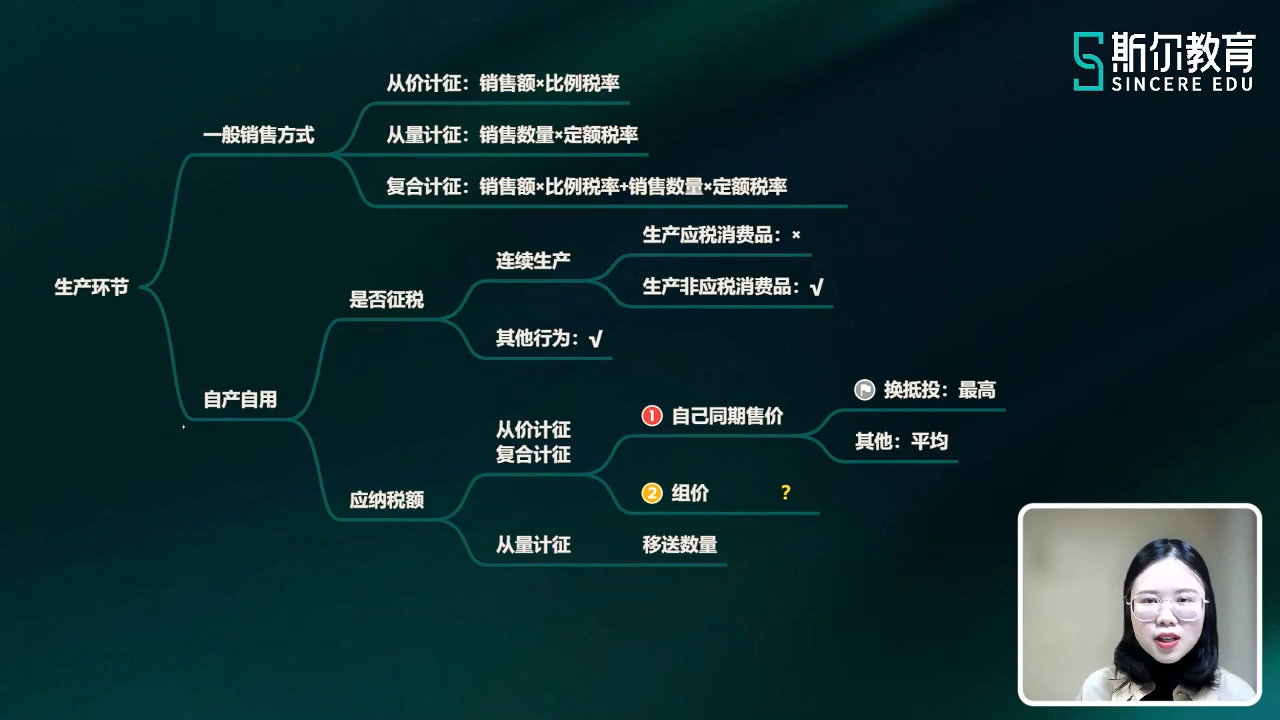 斯尔教育
SINCERE EDU
从价计征：销售额×比例税率
一般销售方式
从量计征：销售数量×定额税率
复合计征：销售额×比例税率+销售数量×定额税率
生产应税消费品：×
连续生产
生产环节
生产非应税消费品：√
是否征税
其他行为：√
自产自用
换抵投：最高
从价计征
复合计征
1 自己同期售价
其他：平均
应纳税额
2 组价 ?
从量计征
移送数量